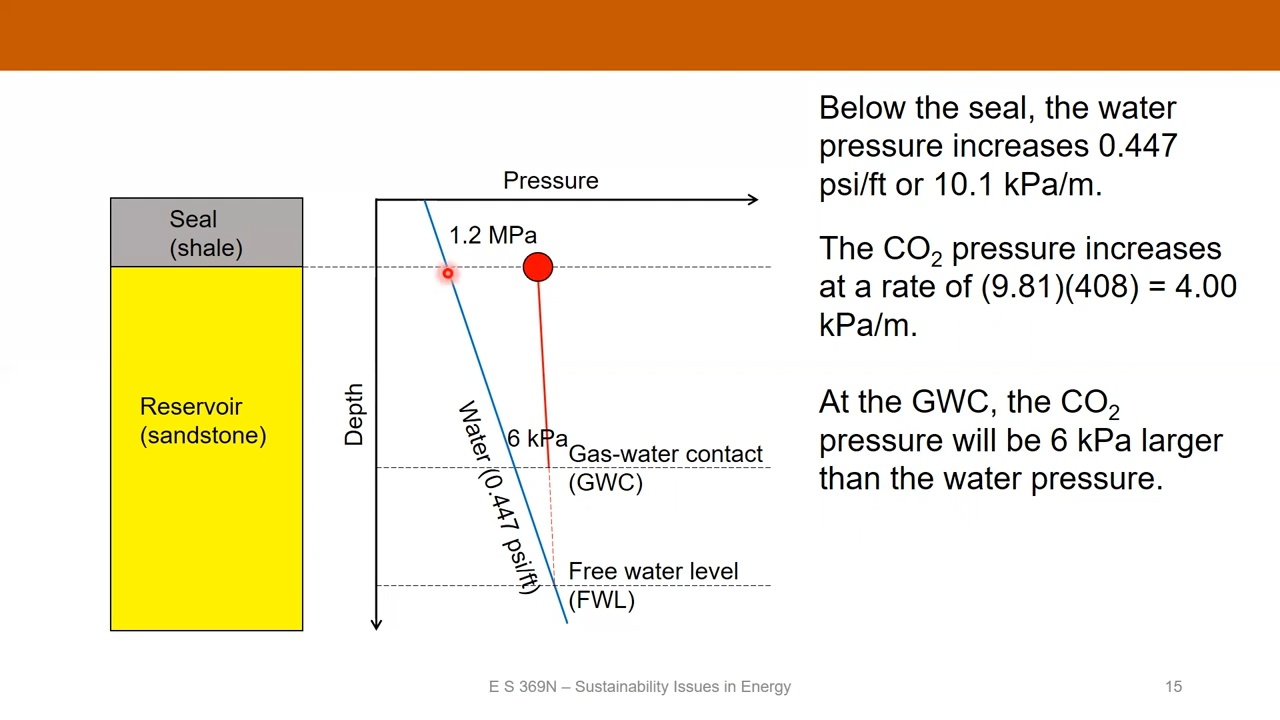 Below the seal, the water
pressure increases 0.447
psi/ft or 10.1 kPa/m.
The CO₂ pressure increases
at a rate of (9.81)(408) = 4.00
kPa/m.
At the GWC, the CO₂
pressure will be 6 kPa larger
than the water pressure.
Pressure
Seal
(shale)
1.2 MPa
Reservoir
(sandstone)
Depth
Water (0.447 psi/ft)
6 kPa
Gas-water contact
(GWC)
Free water level
(FWL)
E S 369N – Sustainability Issues in Energy
15